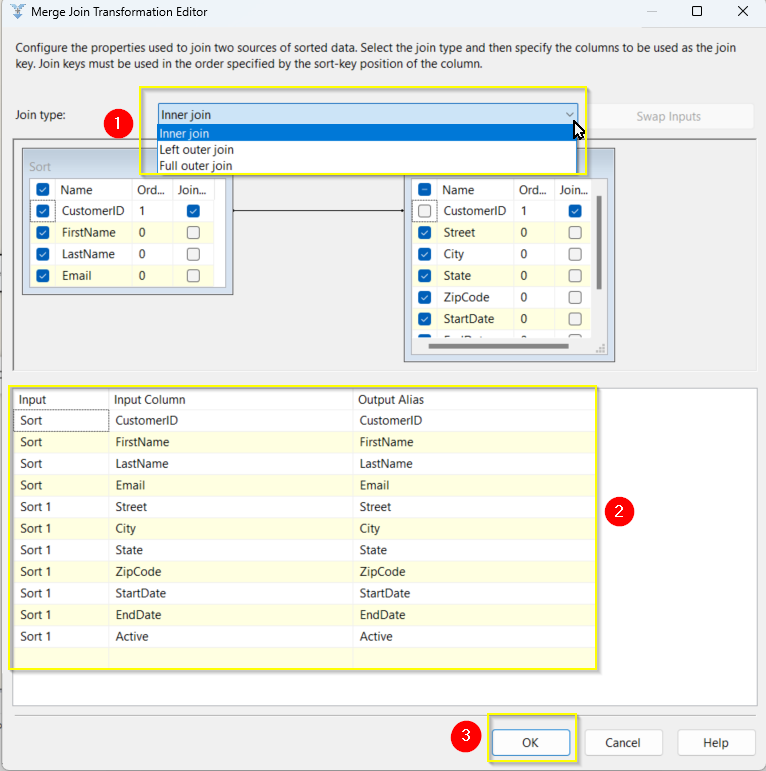 Merge Join Transformation Editor
Configure the properties used to join two sources of sorted data. Select the join type and then specify the columns to be used as the join
key. Join keys must be used in the order specified by the sort-key position of the column.
Join type:
1
Inner join
Swap Inputs
Inner join
Left outer join
Full outer join
Sort
Name Ord... Join...
CustomerID 1
FirstName 0
LastName 0
Email 0
Name Ord... Join...
CustomerID 1
Street 0
City 0
State 0
ZipCode 0
StartDate 0
Input Input Column Output Alias
Sort CustomerID CustomerID
Sort FirstName FirstName
Sort LastName LastName
Sort Email Email
Sort 1 Street Street
Sort 1 City City
Sort 1 State State
Sort 1 ZipCode ZipCode
Sort 1 StartDate StartDate
Sort 1 EndDate EndDate
Sort 1 Active Active
2
3
OK
Cancel
Help